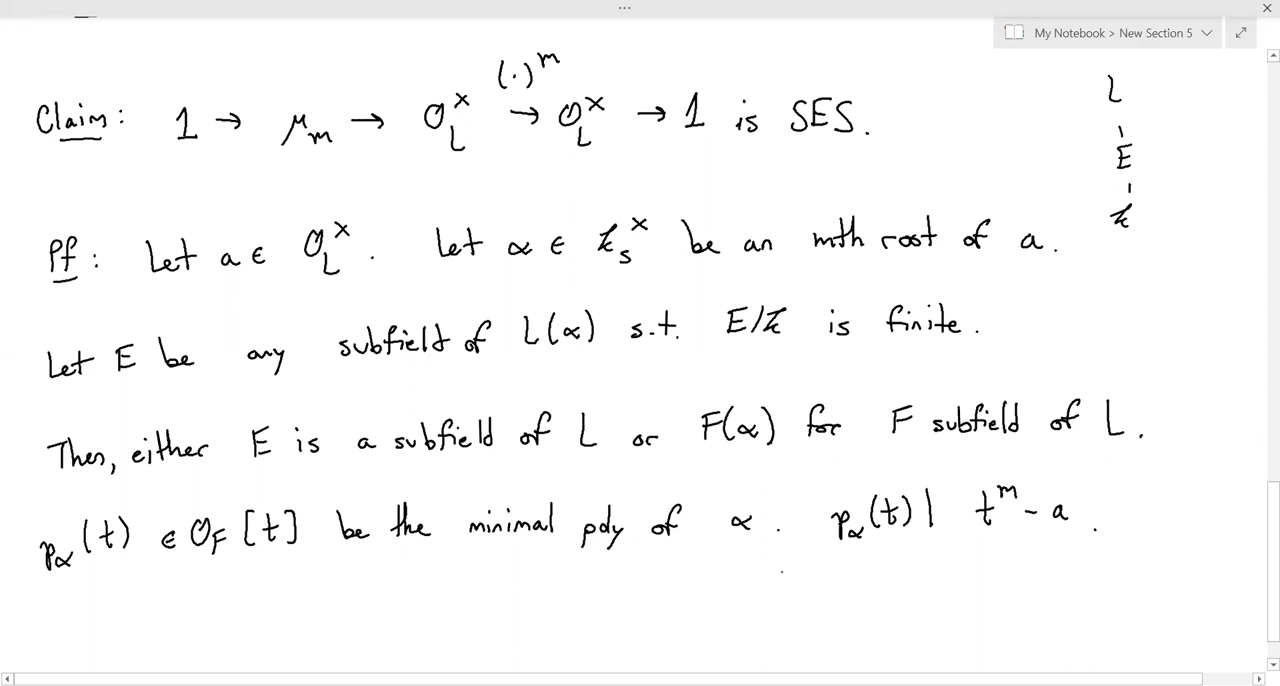 My Notebook > New Section 5
(·)^m
Claim: 1 → μ_m → O_L^× → O_L^× → 1 is SES.
L
E
k
Pf: Let a ∈ O_L^×. Let α ∈ k_s^× be an mth root of a.
Let E be any subfield of L(α) s.t. E/k is finite.
Then, either E is a subfield of L or F(α) for F subfield of L.
p_α(t) ∈ O_F[t] be the minimal poly of α. p_α(t) | t^m - a.